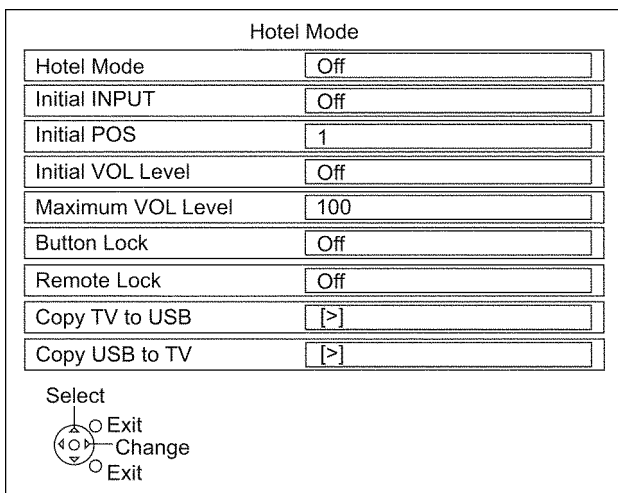 Hotel Mode
Hotel Mode Off
Initial INPUT Off
Initial POS 1
Initial VOL Level Off
Maximum VOL Level 100
Button Lock Off
Remote Lock Off
Copy TV to USB [>]
Copy USB to TV [>]
Select
Exit
Change
Exit